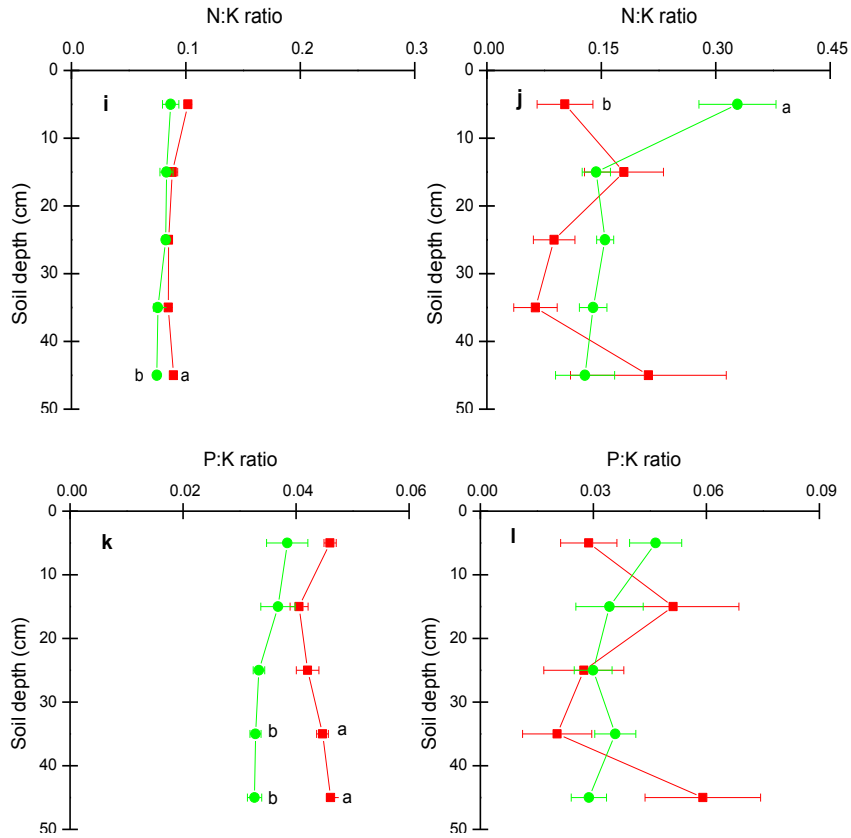 N:K ratio
N:K ratio
0.0 0.1 0.2 0.3
0.00 0.15 0.30 0.45
0
10
20
30
40
50
Soil depth (cm)
i
b a
0
10
20
30
40
50
Soil depth (cm)
j
b
a
P:K ratio
P:K ratio
0.00 0.02 0.04 0.06
0.00 0.03 0.06 0.09
0
10
20
30
40
50
Soil depth (cm)
k
b a
b a
0
10
20
30
40
50
Soil depth (cm)
l